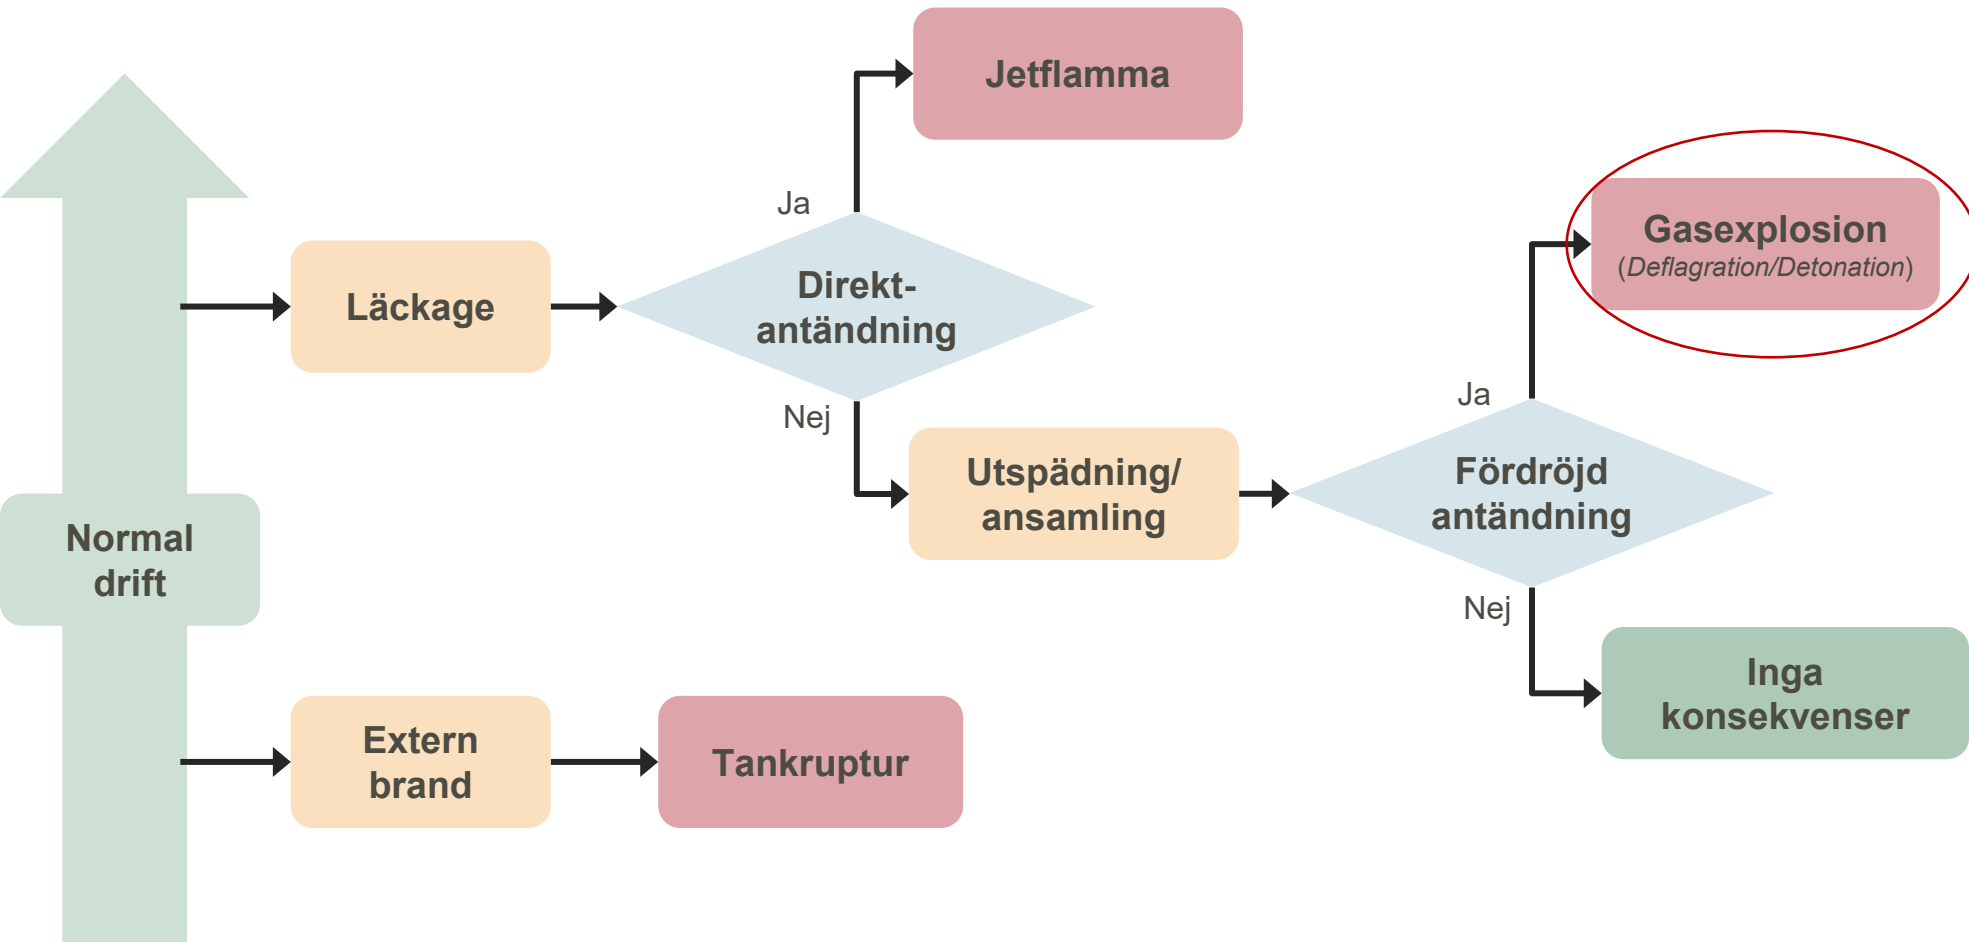 Jetflamma
Ja
Direkt-
antändning
Läckage
Nej
Gasexplosion
(Deflagration/Detonation)
Ja
Utspädning/
ansamling
Fördröjd
antändning
Nej
Inga
konsekvenser
Normal
drift
Extern
brand
Tankruptur